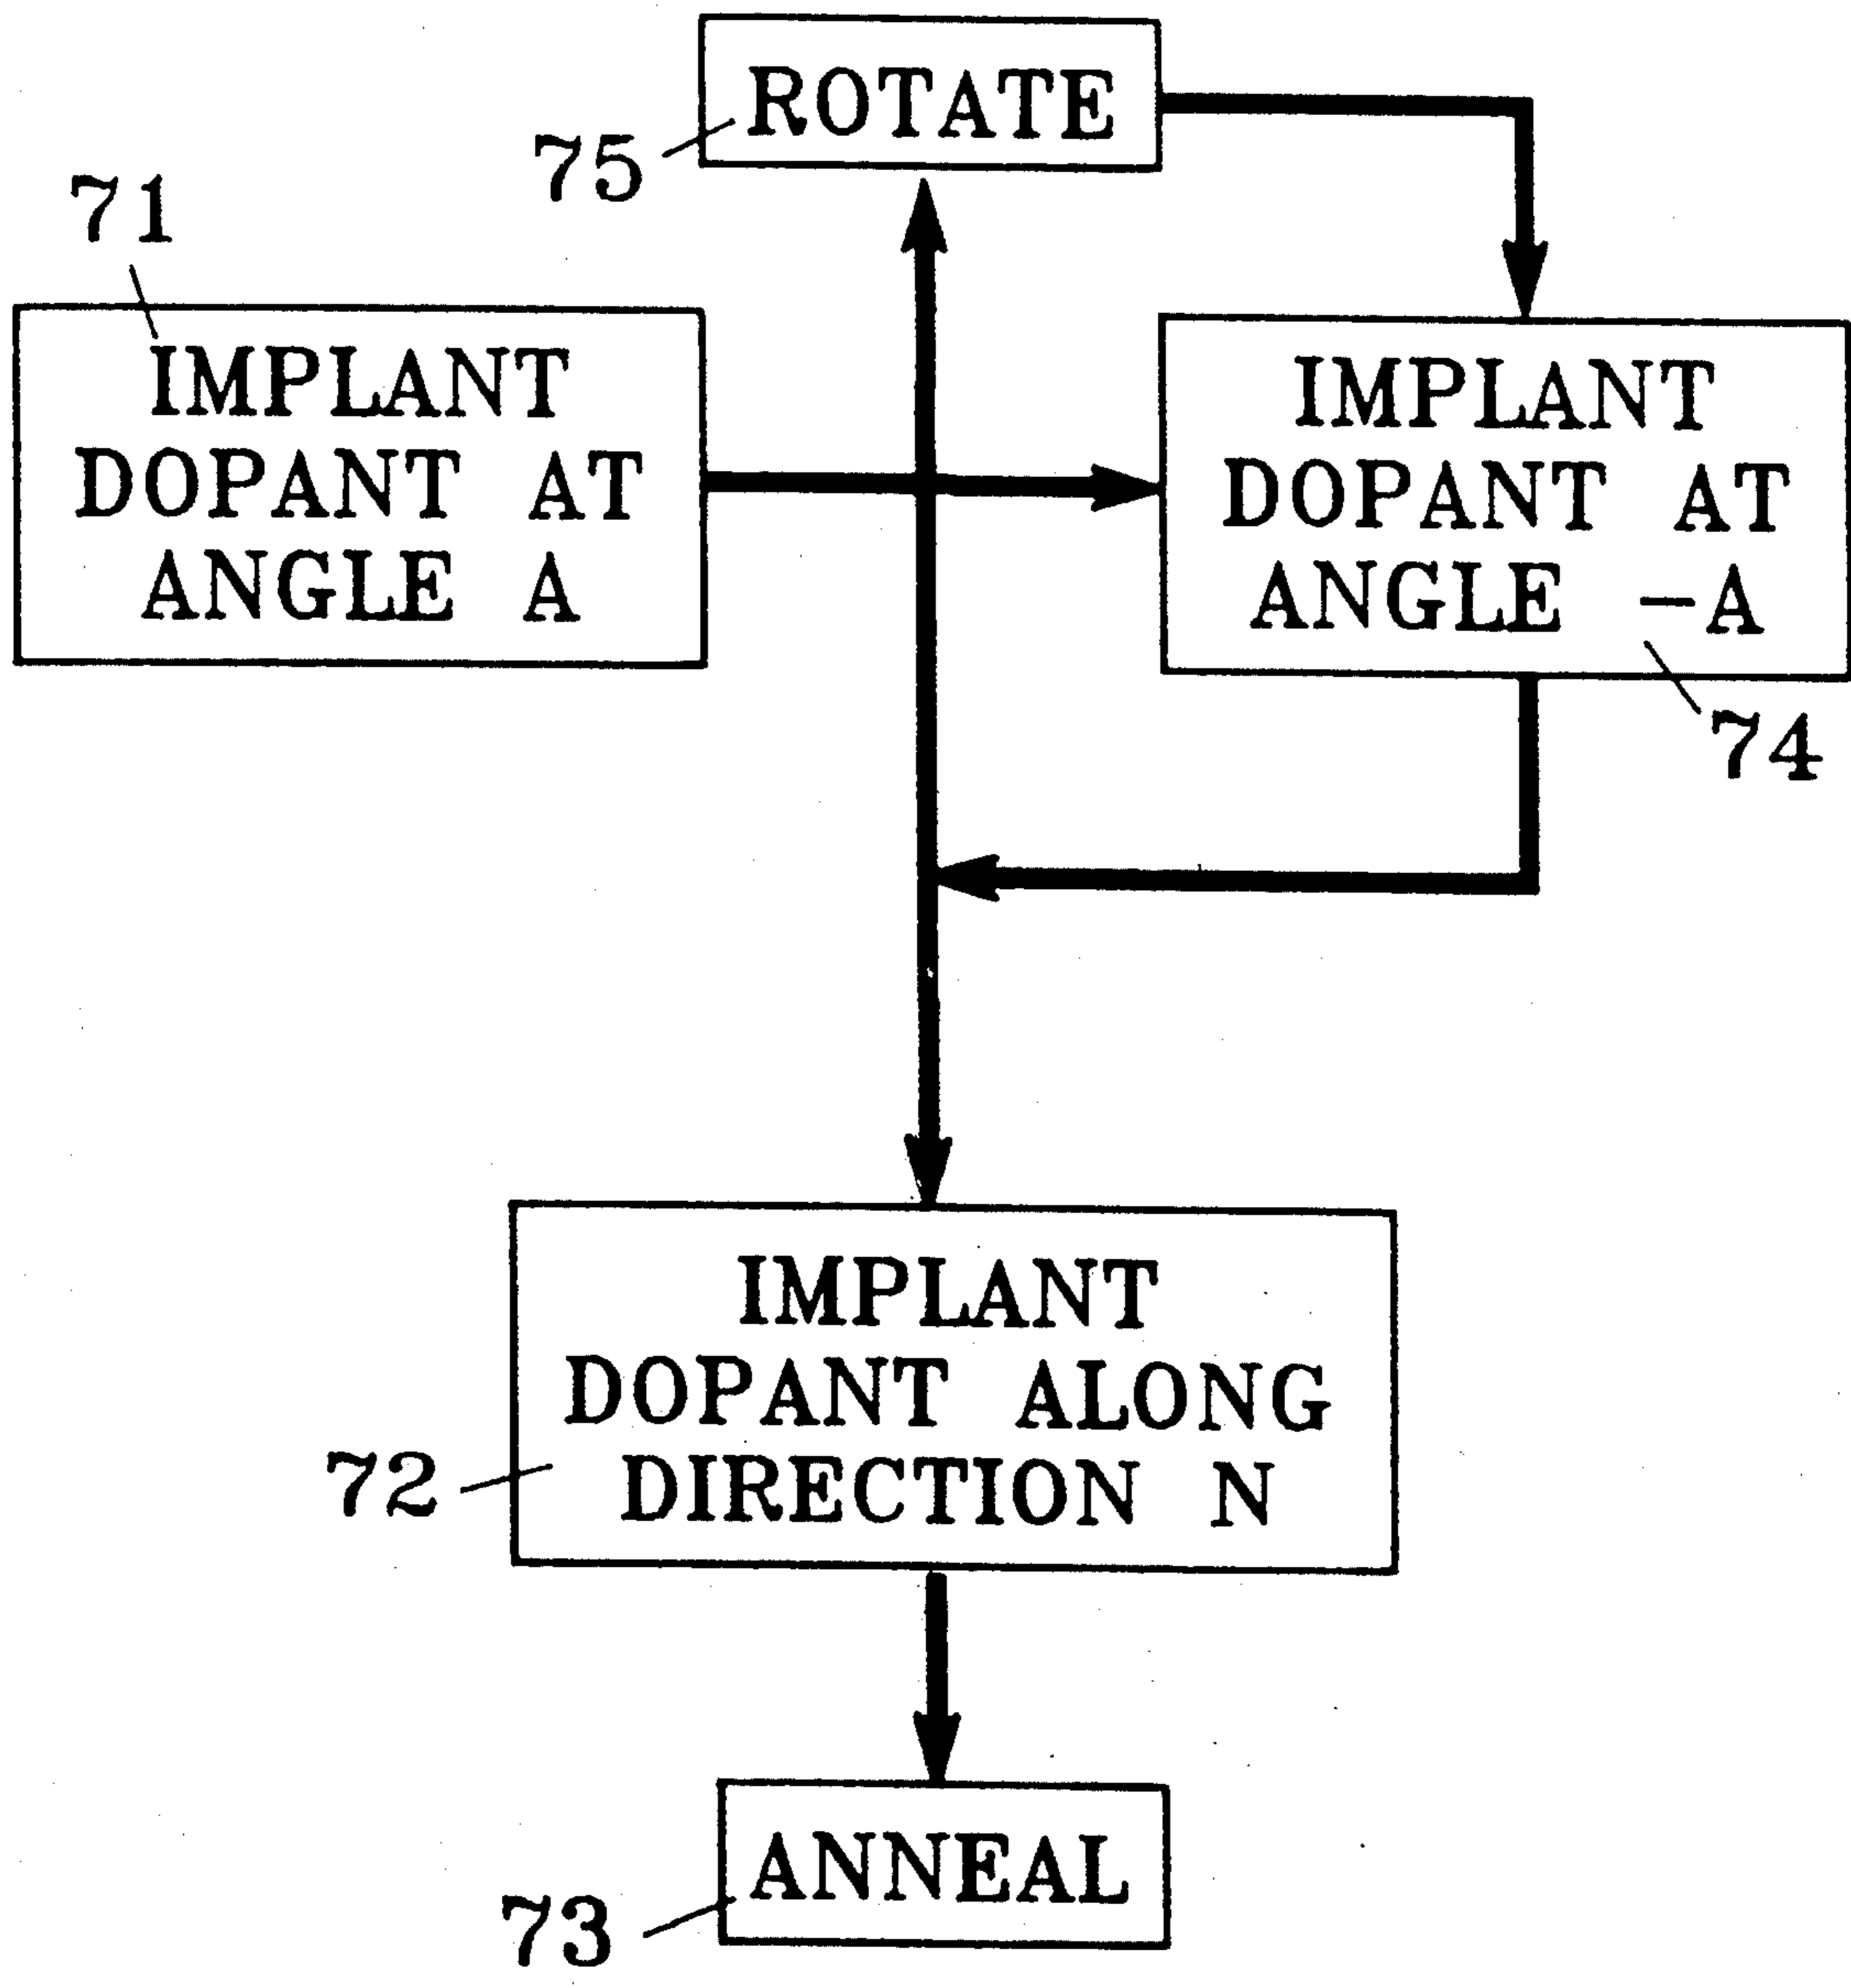 ROTATE
75
71
IMPLANT
DOPANT AT
ANGLE A
IMPLANT
DOPANT AT
ANGLE -A
74
IMPLANT
DOPANT ALONG
DIRECTION N
72
ANNEAL
73